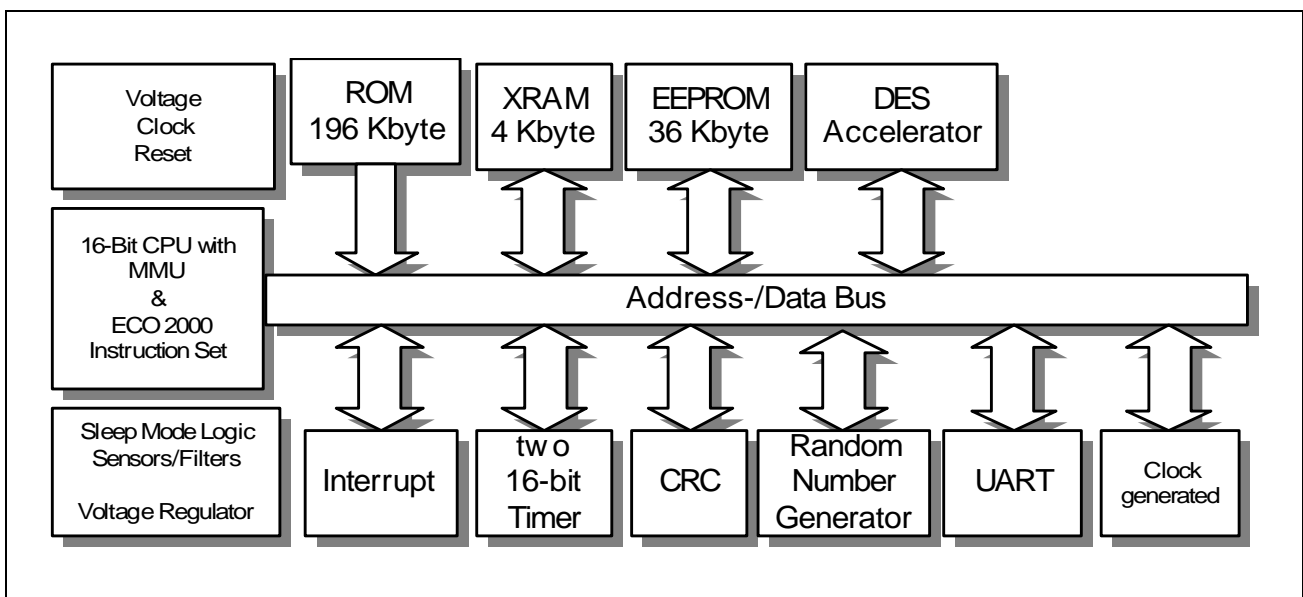 Voltage
Clock
Reset
ROM
196 Kbyte
XRAM
4 Kbyte
EEPROM
36 Kbyte
DES
Accelerator
16-Bit CPU with
MMU
&
ECO 2000
Instruction Set
Address-/Data Bus
Sleep Mode Logic
Sensors/Filters
Voltage Regulator
Interrupt
two
16-bit
Timer
CRC
Random
Number
Generator
UART
Clock
generated